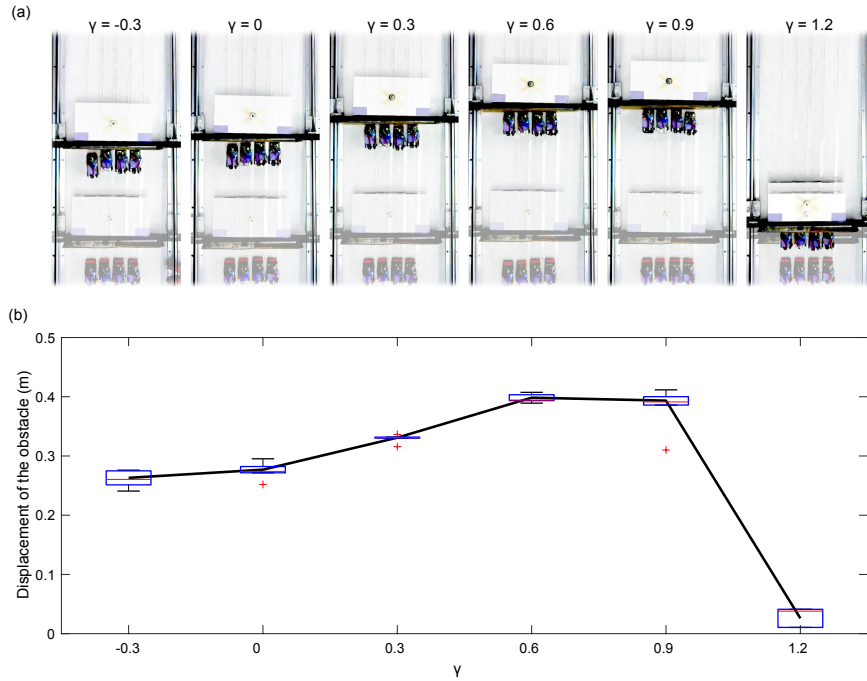 (a)
γ = -0.3 γ = 0 γ = 0.3 γ = 0.6 γ = 0.9 γ = 1.2
(b)
0.5
0.4
0.3
0.2
0.1
0
Displacement of the obstacle (m)
-0.3 0 0.3 0.6 0.9 1.2
γ